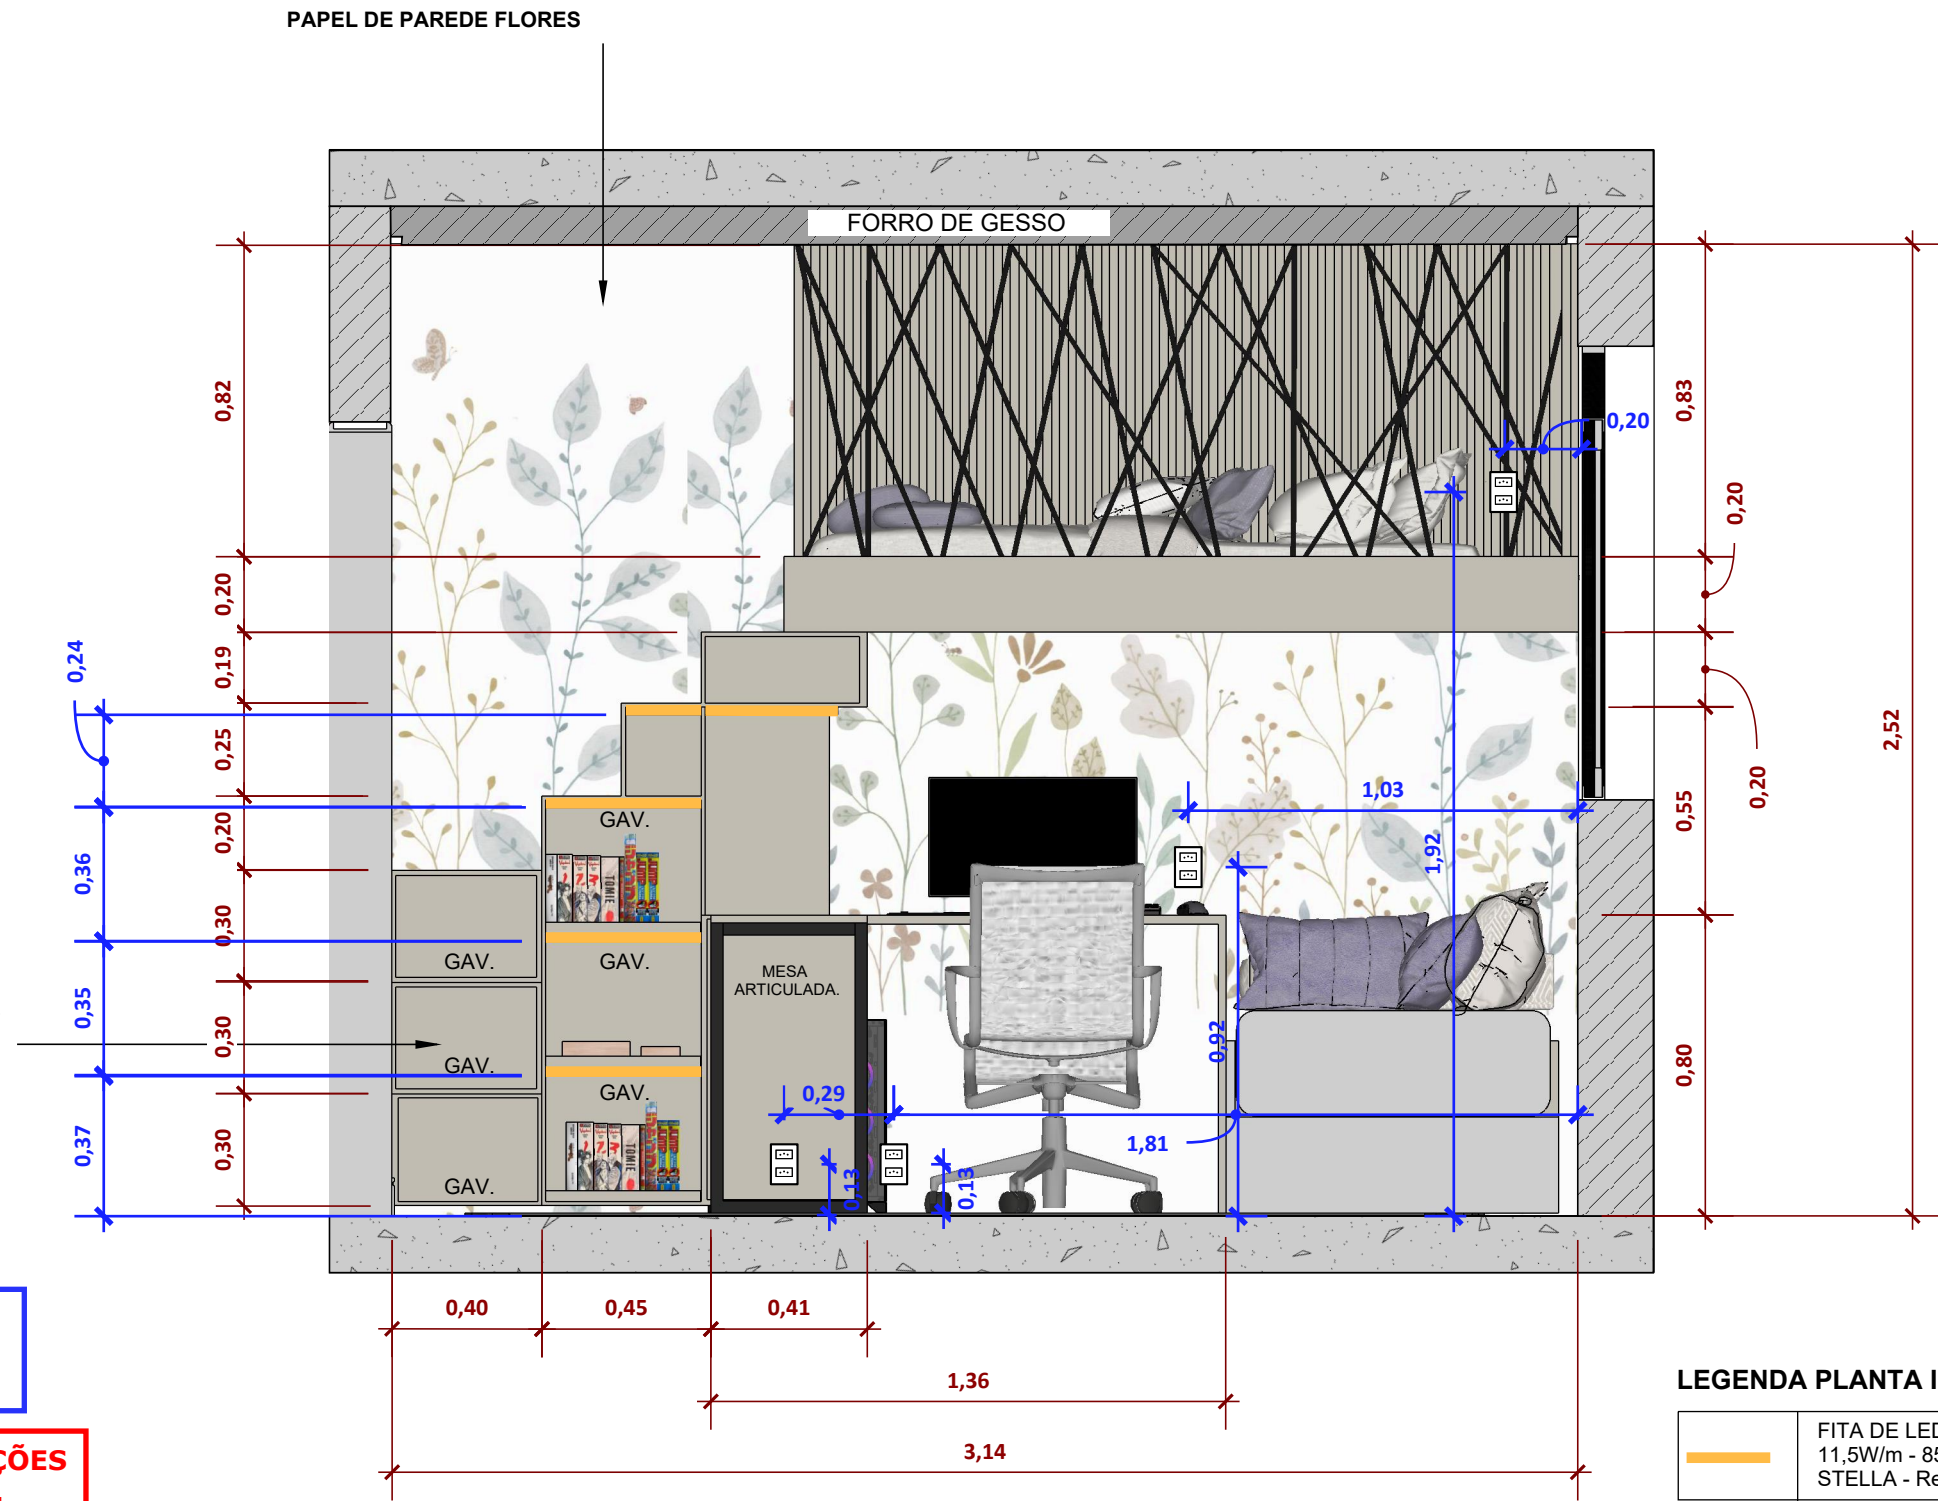 PAPEL DE PAREDE FLORES
FORRO DE GESSO
0,82
0,83
0,20
0,20
0,20
0,19
0,24
0,25
0,20
2,52
0,20
0,55
1,03
1,92
GAV.
TOMIE
0,36
0,30
GAV.
GAV.
MESA
ARTICULADA.
0,35
0,30
0,92
GAV.
GAV.
0,29
0,80
1,81
0,37
0,30
TOMIE
GAV.
0,13
0,13
0,40
0,45
0,41
1,36
3,14
ÇÕES
LEGENDA PLANTA I
FITA DE LED
11,5W/m - 85
STELLA - Re